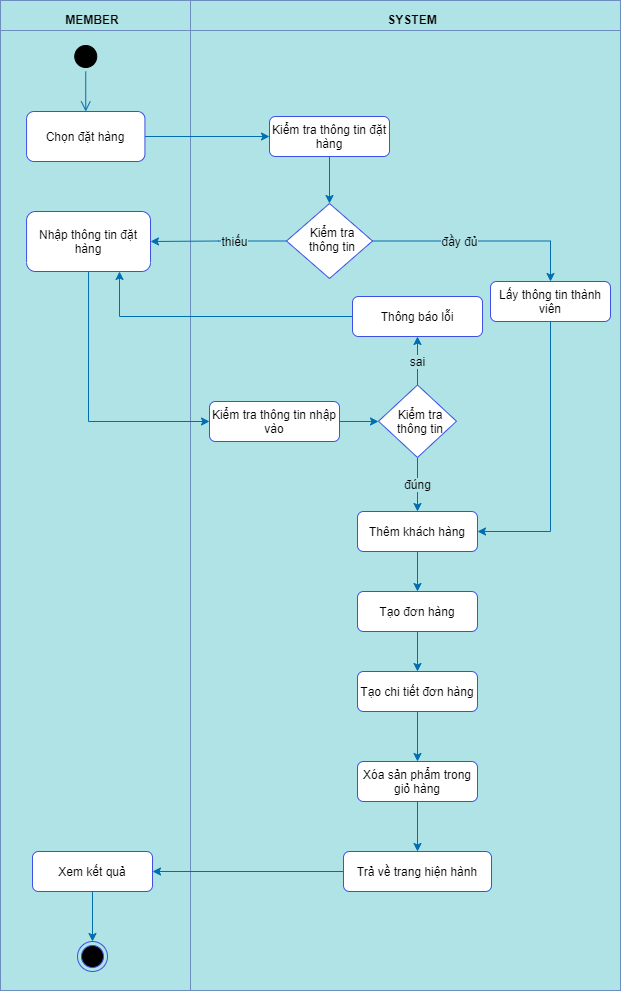 MEMBER
SYSTEM
Chọn đặt hàng
Kiểm tra thông tin đặt
hàng
Nhập thông tin đặt
hàng
thiếu
Kiểm tra
thông tin
đầy đủ
Lấy thông tin thành
viên
Thông báo lỗi
sai
Kiểm tra thông tin nhập
vào
Kiểm tra
thông tin
đúng
Thêm khách hàng
Tạo đơn hàng
Tạo chi tiết đơn hàng
Xóa sản phẩm trong
giỏ hàng
Xem kết quả
Trả về trang hiện hành